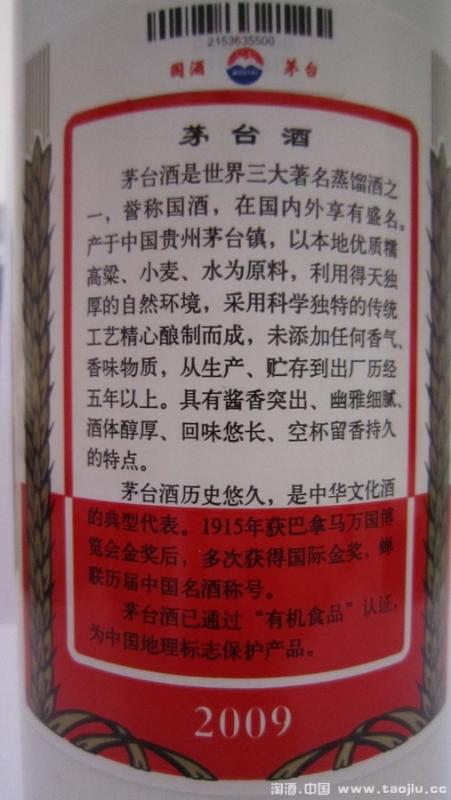 2153635500
国酒 MOUTAI 茅台
茅台酒
茅台酒是世界三大著名蒸馏酒之
一，誉称国酒，在国内外享有盛名。
产于中国贵州茅台镇，以本地优质糯
高粱、小麦、水为原料，利用得天独
厚的自然环境，采用科学独特的传统
工艺精心酿制而成，未添加任何香气、
香味物质，从生产、贮存到出厂历经
五年以上。具有酱香突出、幽雅细腻、
酒体醇厚、回味悠长、空杯留香持久
的特点。
茅台酒历史悠久，是中华文化酒
的典型代表。1915年获巴拿马万国博
览会金奖后，多次获得国际金奖，蝉
联历届中国名酒称号。
茅台酒已通过“有机食品”认证，
为中国地理标志保护产品。
2009
淘酒.中国 www.taojiu.cc